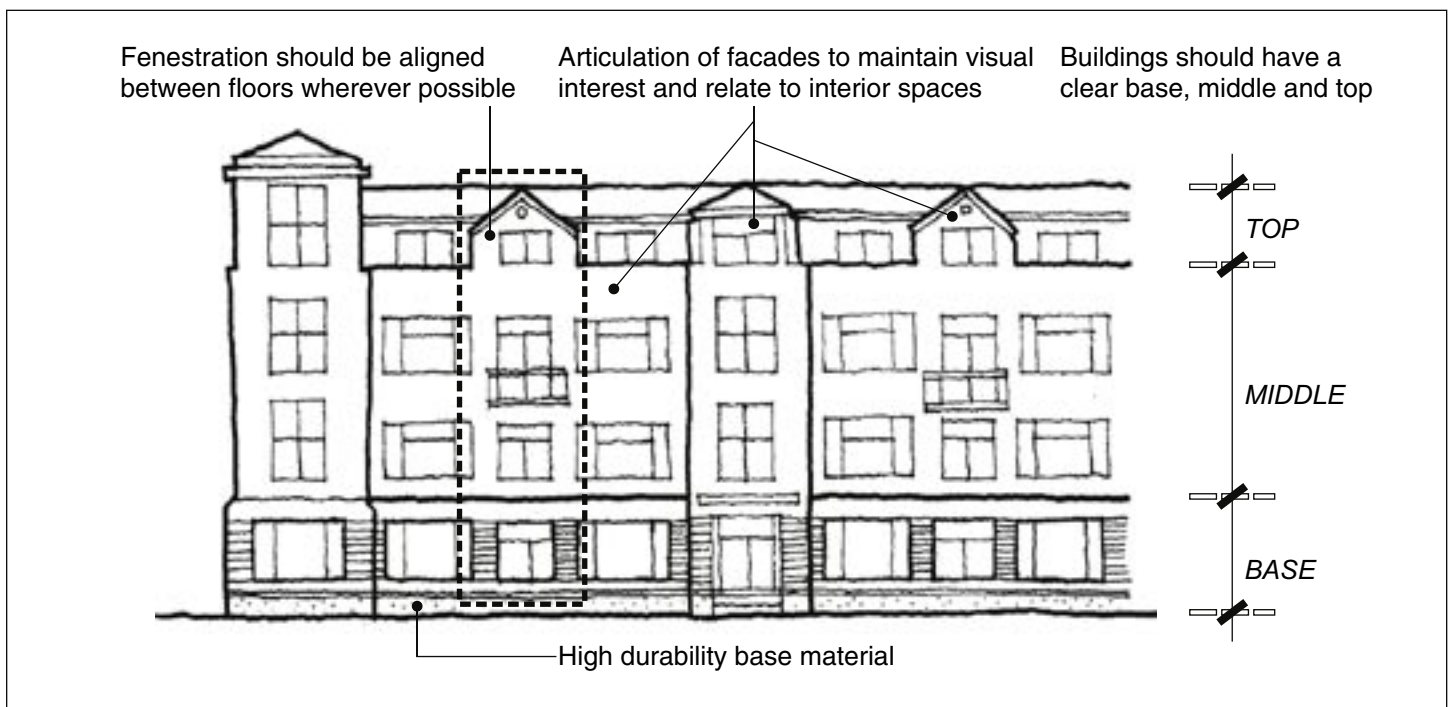 Fenestration should be aligned
between floors wherever possible
Articulation of facades to maintain visual
interest and relate to interior spaces
Buildings should have a
clear base, middle and top
TOP
MIDDLE
BASE
High durability base material